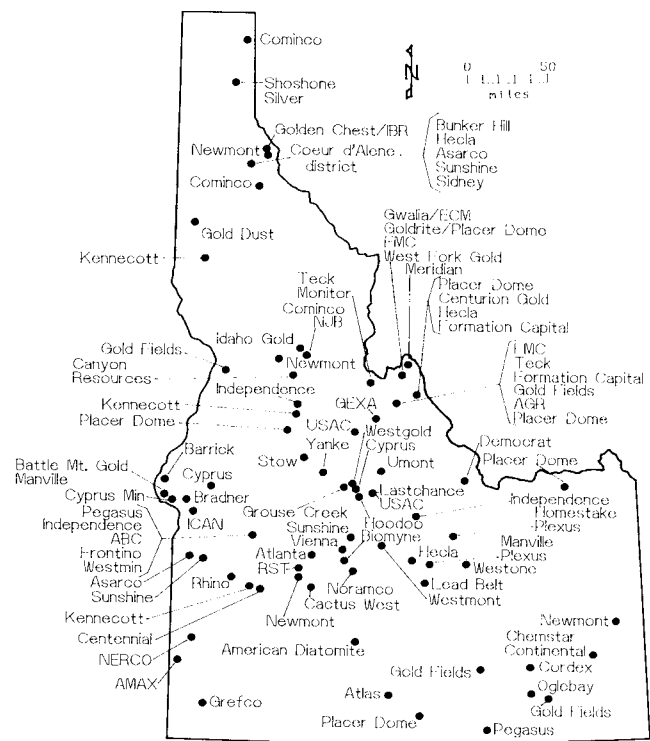 Cominco
Shoshone
Silver
N
0 50
miles
Golden Chest/IBR
Newmont
Coeur d'Alene
district
Bunker Hill
Hecla
Asarco
Sunshine
Sidney
Cominco
Gold Dust
Kennecott
Gwalia/ECM
Goldrite/Placer Dome
FMC
West Fork Gold
Meridian
Placer Dome
Centurion Gold
Hecla
Formation Capital
Teck
Monitor
Cominco
NJB
Idaho Gold
Newmont
Gold Fields
Canyon
Resources
Independence
Kennecott
Placer Dome
FMC
Teck
Formation Capital
Gold Fields
AGR
Placer Dome
GEXA
USAC
Westgold
Cyprus
Yanke
Stow
Umont
Democrat
Placer Dome
Barrick
Battle Mt. Gold
Manville
Cyprus
Cyprus Min
Bradner
ICAN
Pegasus
Independence
ABC
Frontino
Westmin
Asarco
Sunshine
Grouse Creek
Lastchance
USAC
Independence
Homestake
Plexus
Hoodoo
Sunshine
Vienna
Biomyne
Atlanta
RST
Manville
Plexus
Hecla
Westone
Lead Belt
Westmont
Noramco
Cactus West
Newmont
Rhino
Kennecott
Centennial
NERCO
AMAX
American Diatomite
Newmont
Chemstar
Continental
Cordex
Gold Fields
Oglebay
Gold Fields
Grefco
Atlas
Placer Dome
Pegasus